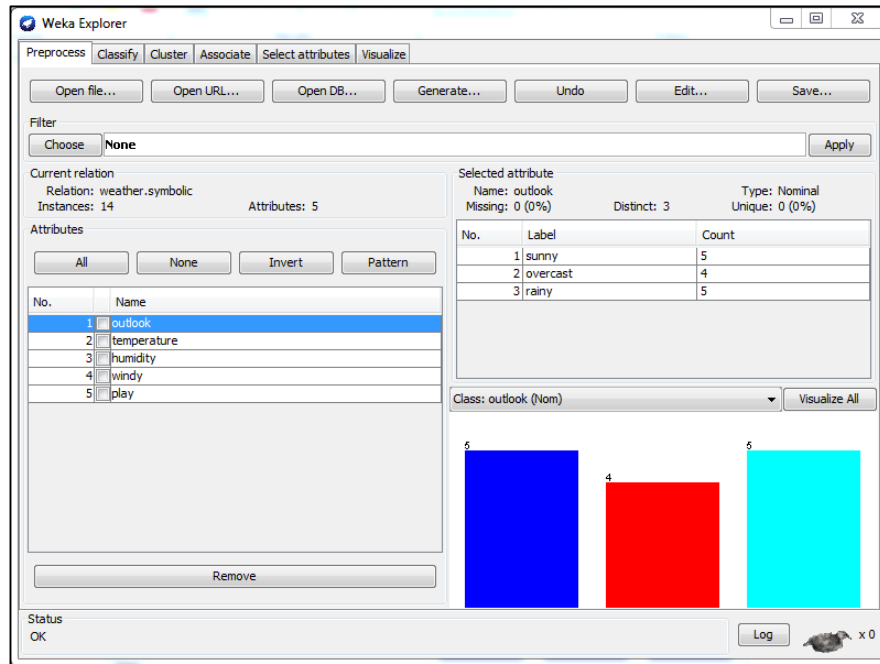 Weka Explorer
Preprocess Classify Cluster Associate Select attributes Visualize
Open file... Open URL... Open DB... Generate... Undo Edit... Save...
Filter
Choose None Apply
Current relation
Relation: weather.symbolic
Instances: 14 Attributes: 5
Attributes
All None Invert Pattern
No. Name
1 outlook
2 temperature
3 humidity
4 windy
5 play
Remove
Selected attribute
Name: outlook Type: Nominal
Missing: 0 (0%) Distinct: 3 Unique: 0 (0%)
No. Label Count
1 sunny 5
2 overcast 4
3 rainy 5
Class: outlook (Nom) Visualize All
5 4 5
Status
OK
Log x 0